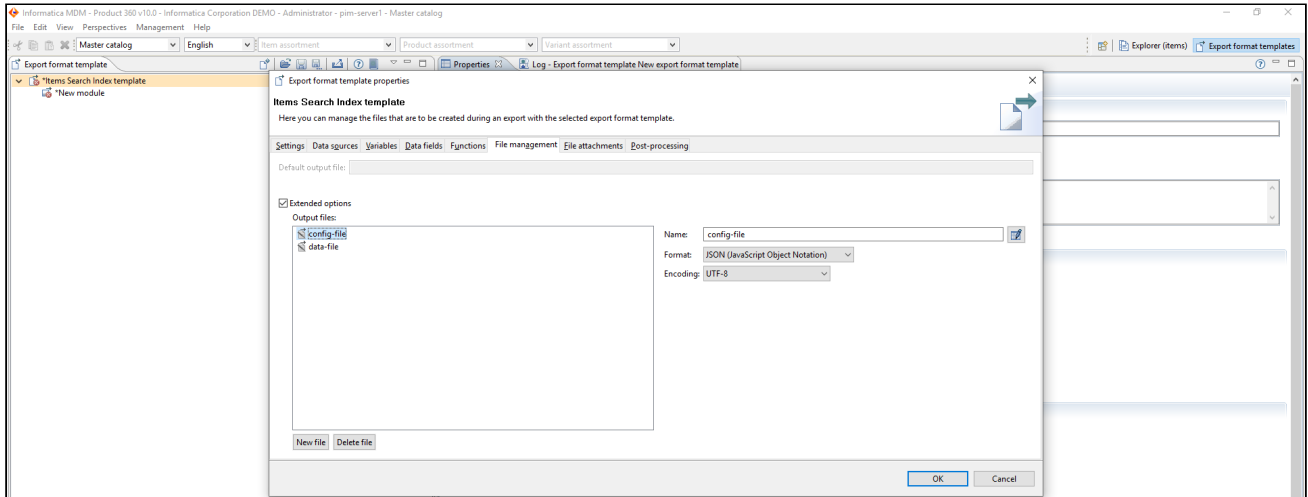 Informatica MDM - Product 360 v10.0 - Informatica Corporation DEMO - Administrator - pim-server1 - Master catalog
File Edit View Perspectives Management Help
Master catalog English Item assortment Product assortment Variant assortment Explorer (items) Export format templates
Export format template Properties Log - Export format template New export format template
*Items Search Index template
*New module
Export format template properties
Items Search Index template
Here you can manage the files that are to be created during an export with the selected export format template.
Settings Data sources Variables Data fields Functions File management File attachments Post-processing
Default output file:
Extended options
Output files:
config-file
data-file
Name: config-file
Format: JSON (JavaScript Object Notation)
Encoding: UTF-8
New file Delete file
OK Cancel